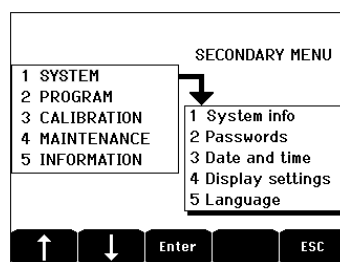 SECONDARY MENU
1 SYSTEM
2 PROGRAM
3 CALIBRATION
4 MAINTENANCE
5 INFORMATION
1 System info
2 Passwords
3 Date and time
4 Display settings
5 Language
Enter ESC